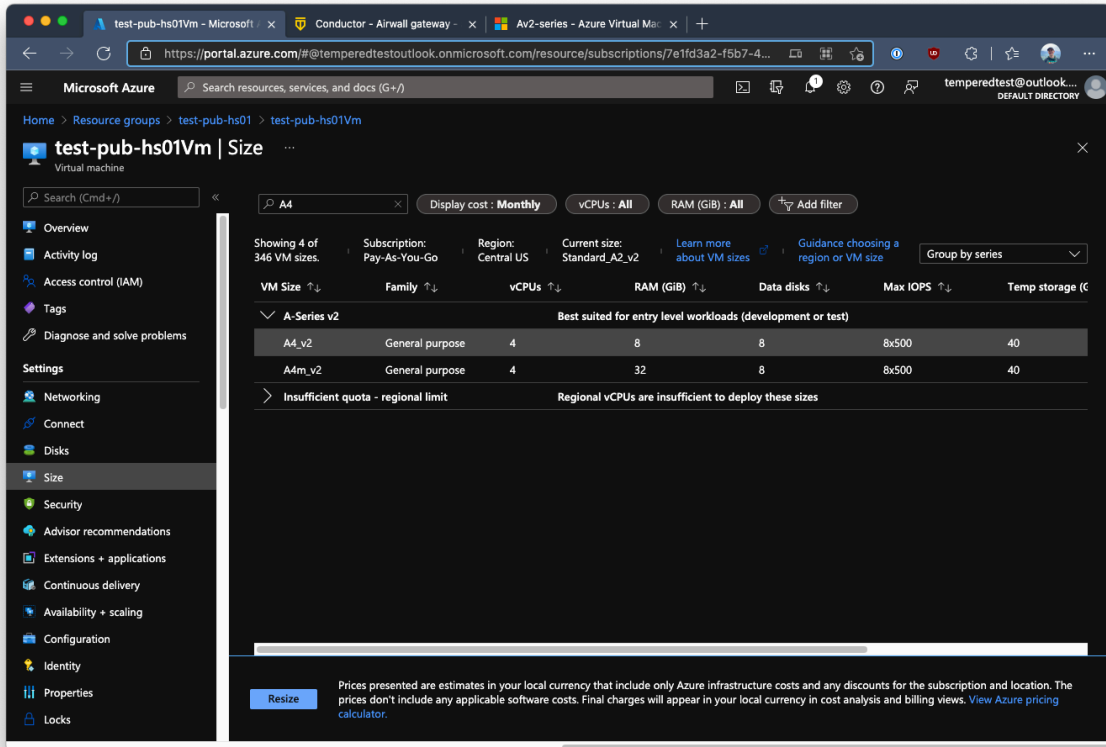 test-pub-hs01Vm - Microsoft A
Conductor - Airwall gateway -
Av2-series - Azure Virtual Mac
https://portal.azure.com/#@temperedtestoutlook.onmicrosoft.com/resource/subscriptions/7e1fd3a2-f5b7-4...
Microsoft Azure
Search resources, services, and docs (G+/)
1
temperedtest@outlook....
DEFAULT DIRECTORY
Home > Resource groups > test-pub-hs01 > test-pub-hs01Vm
test-pub-hs01Vm | Size ...
Virtual machine
Search (Cmd+/)
«
Overview
Activity log
Access control (IAM)
Tags
Diagnose and solve problems
Settings
Networking
Connect
Disks
Size
Security
Advisor recommendations
Extensions + applications
Continuous delivery
Availability + scaling
Configuration
Identity
Properties
Locks
A4
Display cost : Monthly
vCPUs : All
RAM (GiB) : All
Add filter
Showing 4 of
346 VM sizes.
Subscription:
Pay-As-You-Go
Region:
Central US
Current size:
Standard_A2_v2
Learn more
about VM sizes
Guidance choosing a
region or VM size
Group by series
VM Size ↑↓ Family ↑↓ vCPUs ↑↓ RAM (GiB) ↑↓ Data disks ↑↓ Max IOPS ↑↓ Temp storage (G
A-Series v2 Best suited for entry level workloads (development or test)
A4_v2 General purpose 4 8 8 8x500 40
A4m_v2 General purpose 4 32 8 8x500 40
Insufficient quota - regional limit Regional vCPUs are insufficient to deploy these sizes
Resize
Prices presented are estimates in your local currency that include only Azure infrastructure costs and any discounts for the subscription and location. The
prices don't include any applicable software costs. Final charges will appear in your local currency in cost analysis and billing views. View Azure pricing
calculator.